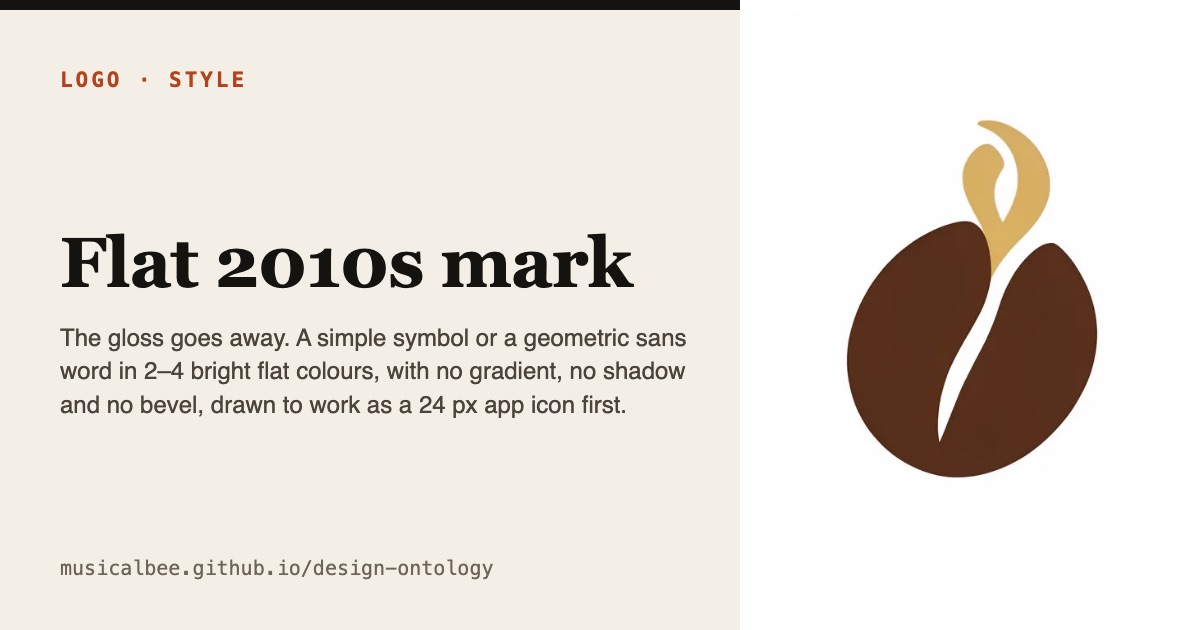 LOGO · STYLE
Flat 2010s mark
The gloss goes away. A simple symbol or a geometric sans
word in 2–4 bright flat colours, with no gradient, no shadow
and no bevel, drawn to work as a 24 px app icon first.
musicalbee.github.io/design-ontology